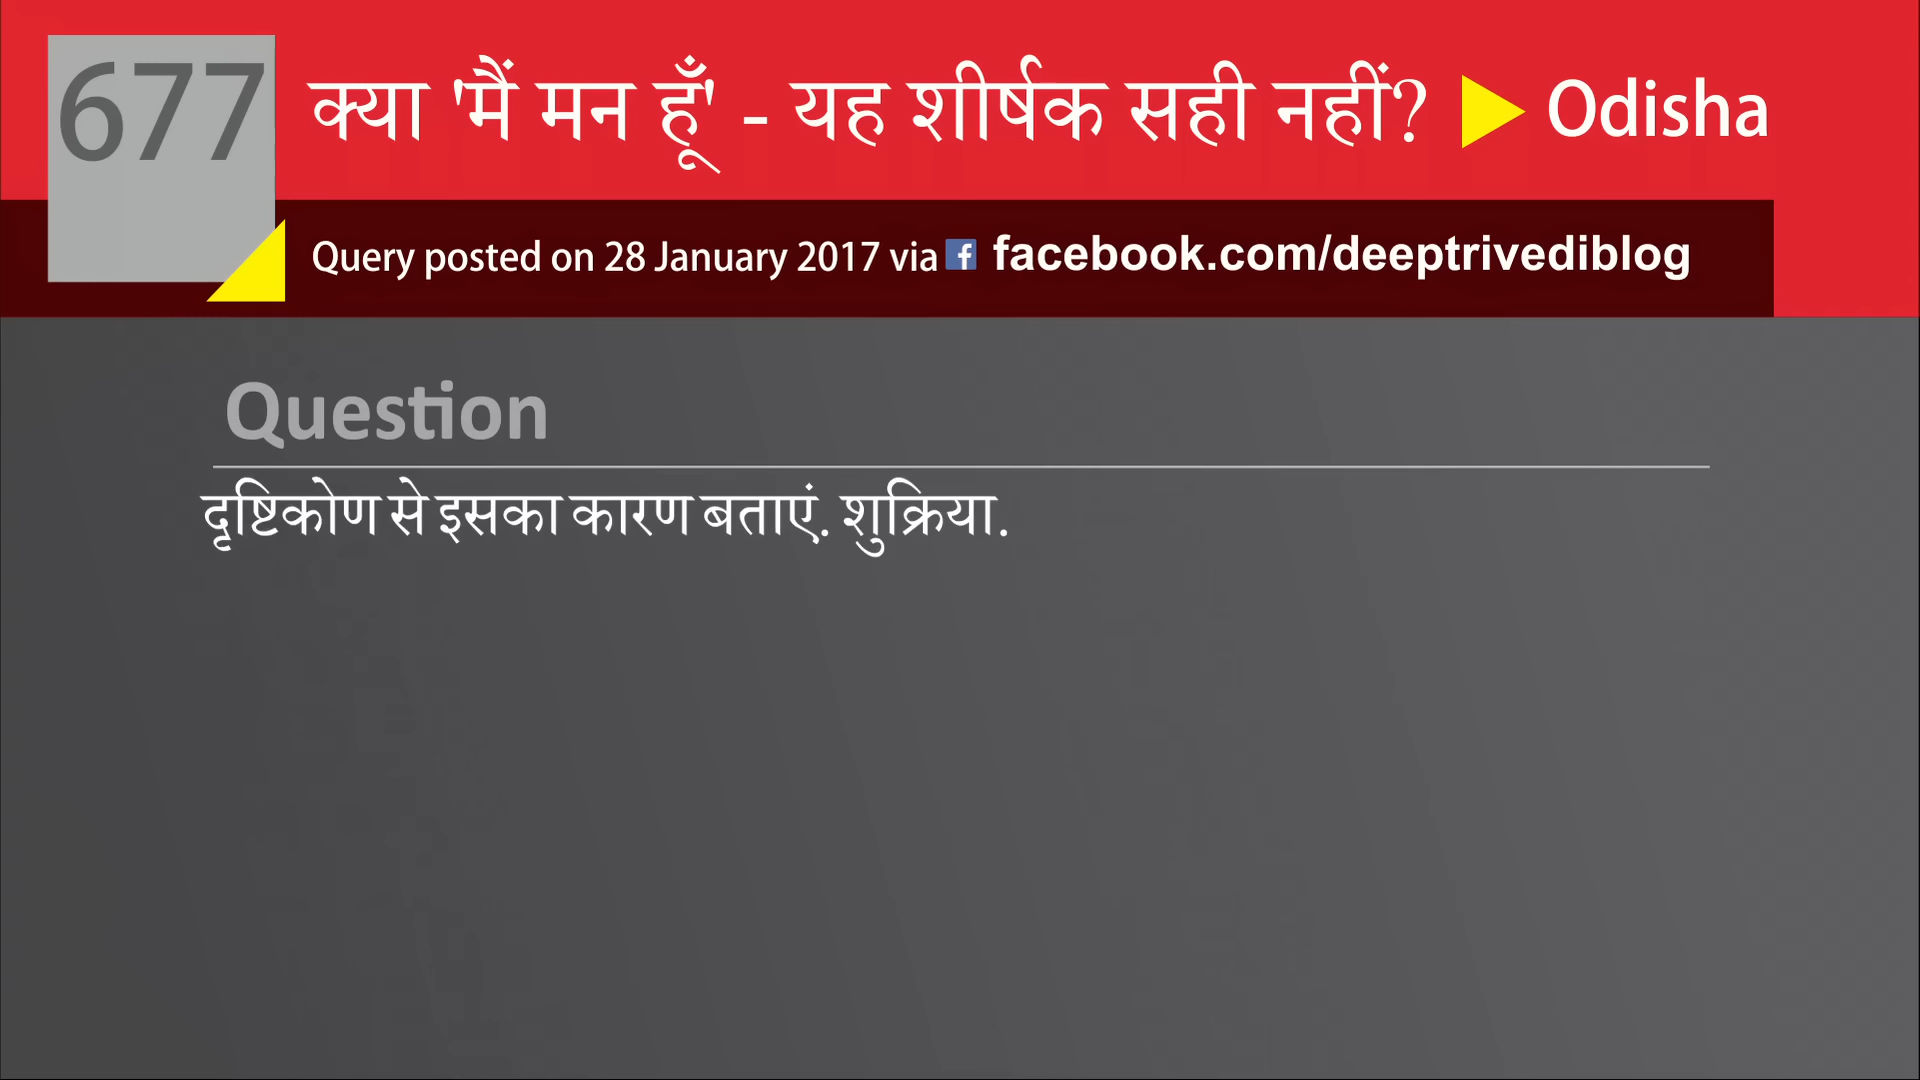 677
क्या 'मैं मन हूँ' - यह शीर्षक सही नहीं? Odisha
Query posted on 28 January 2017 via facebook.com/deeptrivediblog
Question
दृष्टिकोण से इसका कारण बताएं. शुक्रिया.